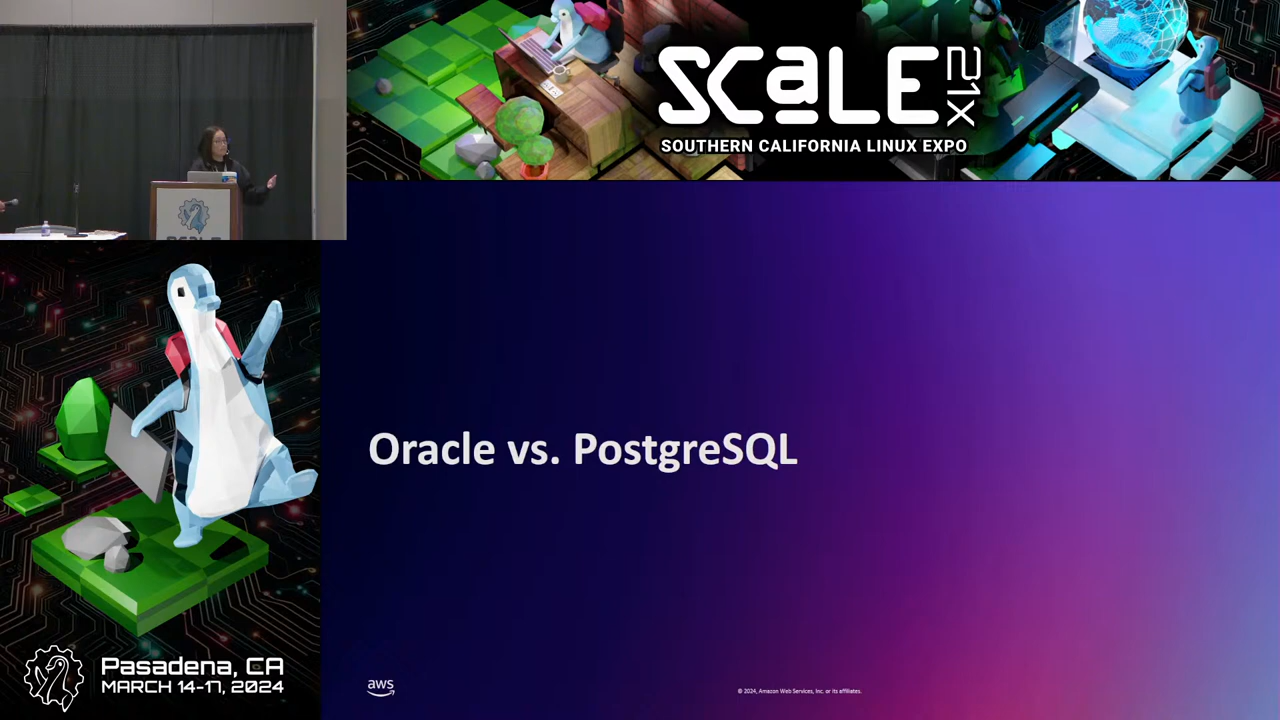 SCaLE 21x
SOUTHERN CALIFORNIA LINUX EXPO
SCALE
Oracle vs. PostgreSQL
Pasadena, CA
MARCH 14-17, 2024
aws
© 2024, Amazon Web Services, Inc. or its affiliates.